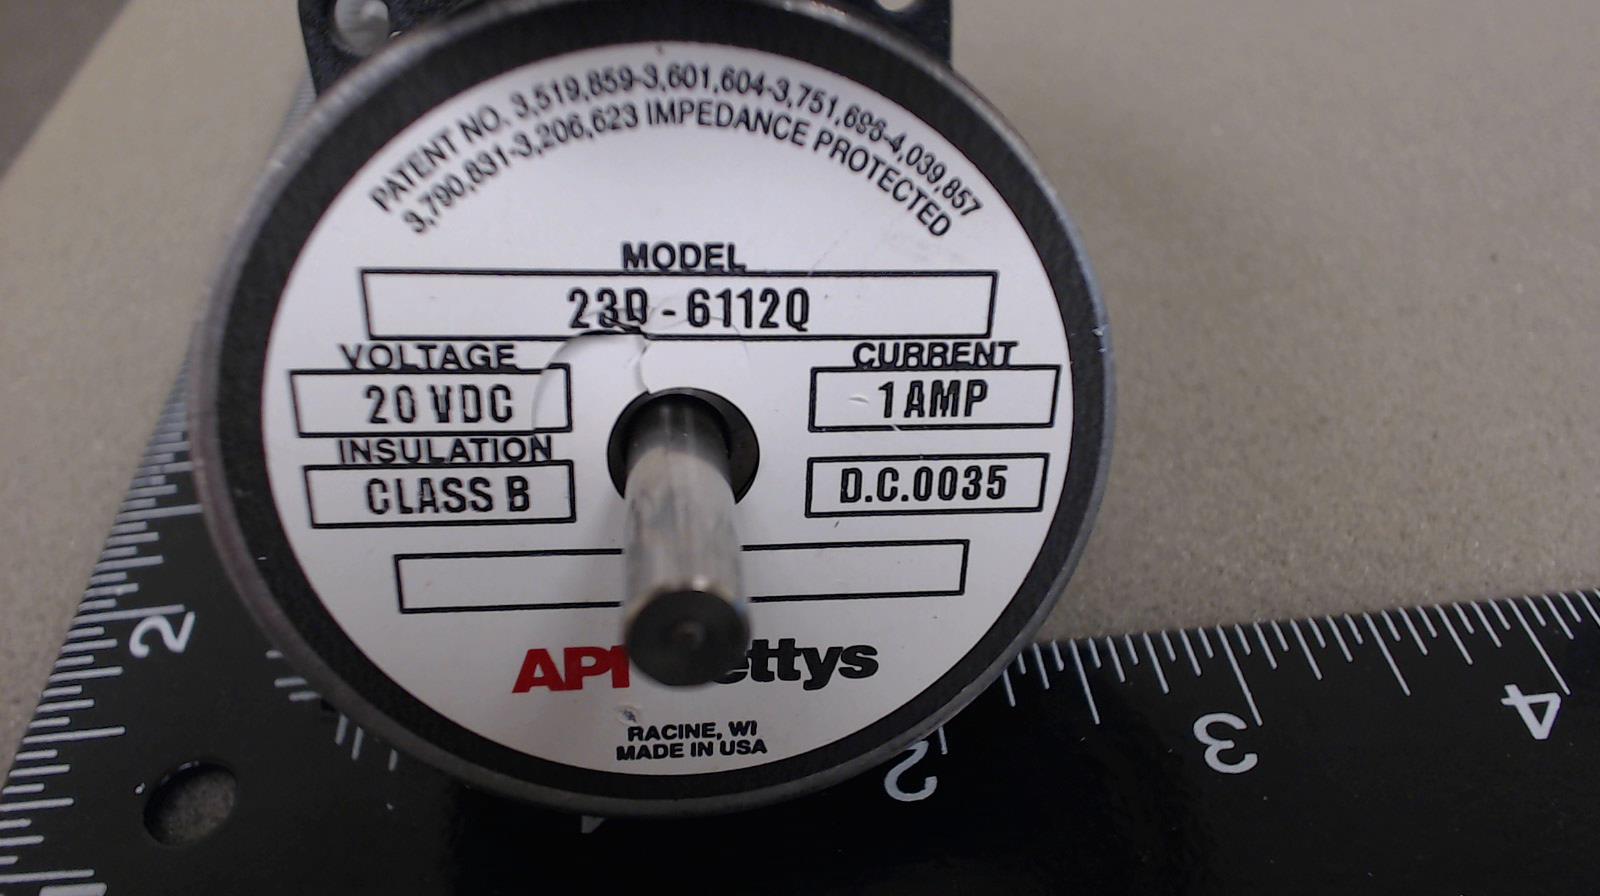 PATENT NO. 3,519,859-3,601,604-3,751,696-4,039,857
3,790,831-3,206,623 IMPEDANCE PROTECTED
MODEL
23D-6112Q
VOLTAGE
20 VDC
CURRENT
1 AMP
INSULATION
CLASS B
D.C.0035
API ettys
RACINE, WI
MADE IN USA
2
2
3
4